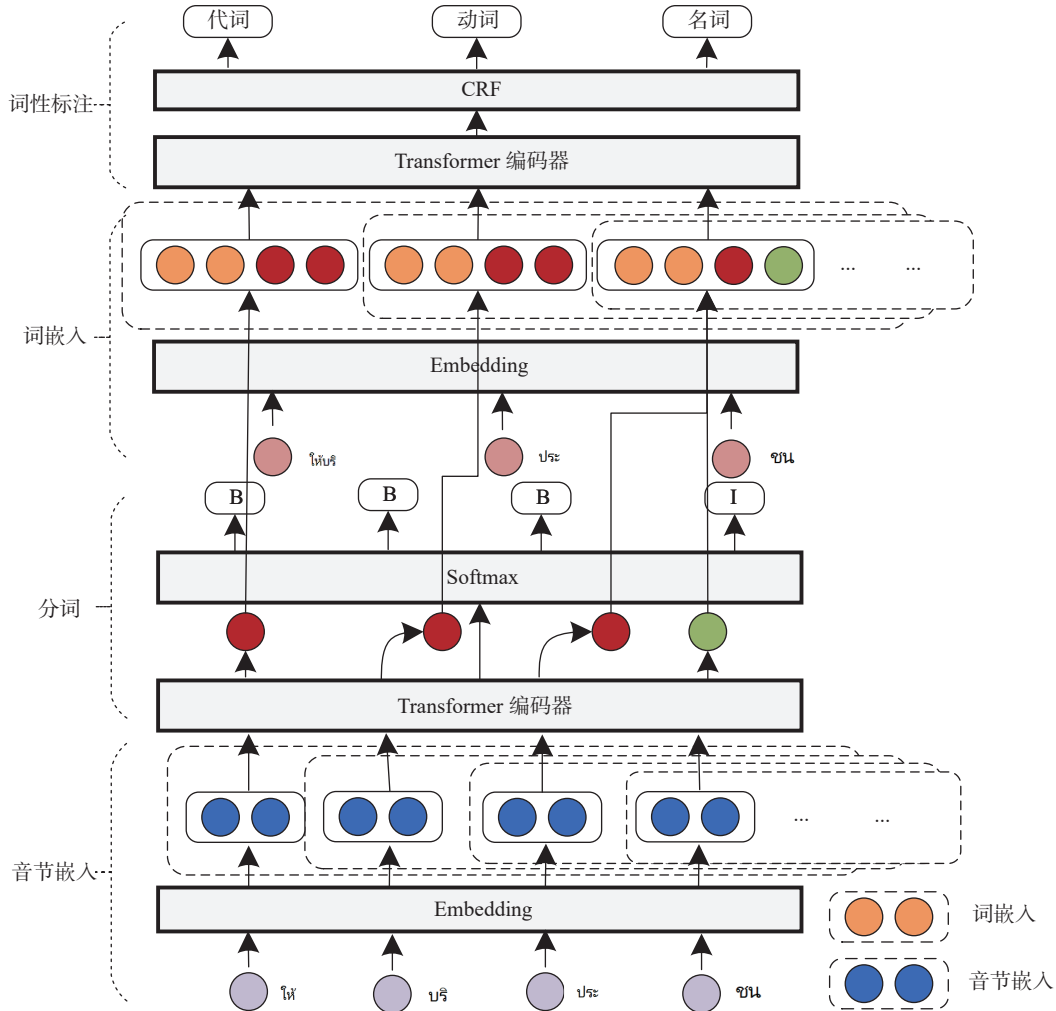 代词 动词 名词
CRF
词性标注
Transformer 编码器
... ...
词嵌入
Embedding
ให้บริ ประ ชน
B B B I
Softmax
分词
Transformer 编码器
... ...
音节嵌入
Embedding
词嵌入
音节嵌入
ให้ บริ ประ ชน